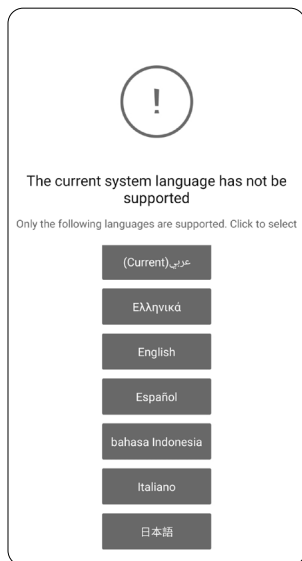 !
The current system language has not be
supported
Only the following languages are supported. Click to select
عربي(Current)
Ελληνικά
English
Español
bahasa Indonesia
Italiano
日本語